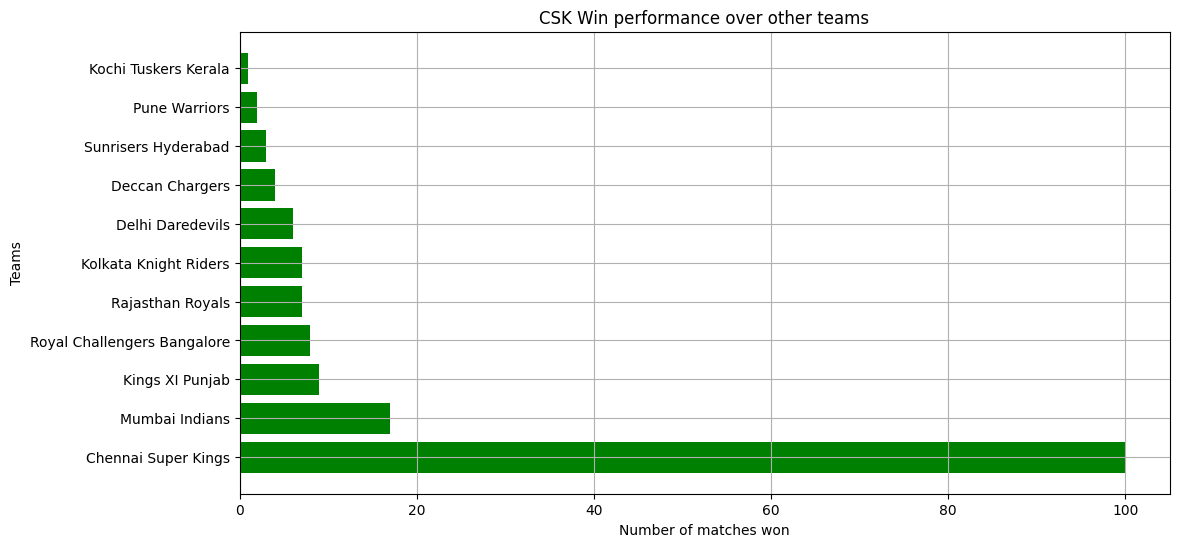 CSK Win performance over other teams
Kochi Tuskers Kerala
Pune Warriors
Sunrisers Hyderabad
Deccan Chargers
Delhi Daredevils
Kolkata Knight Riders
Rajasthan Royals
Royal Challengers Bangalore
Kings XI Punjab
Mumbai Indians
Chennai Super Kings
Teams
0 20 40 60 80 100
Number of matches won